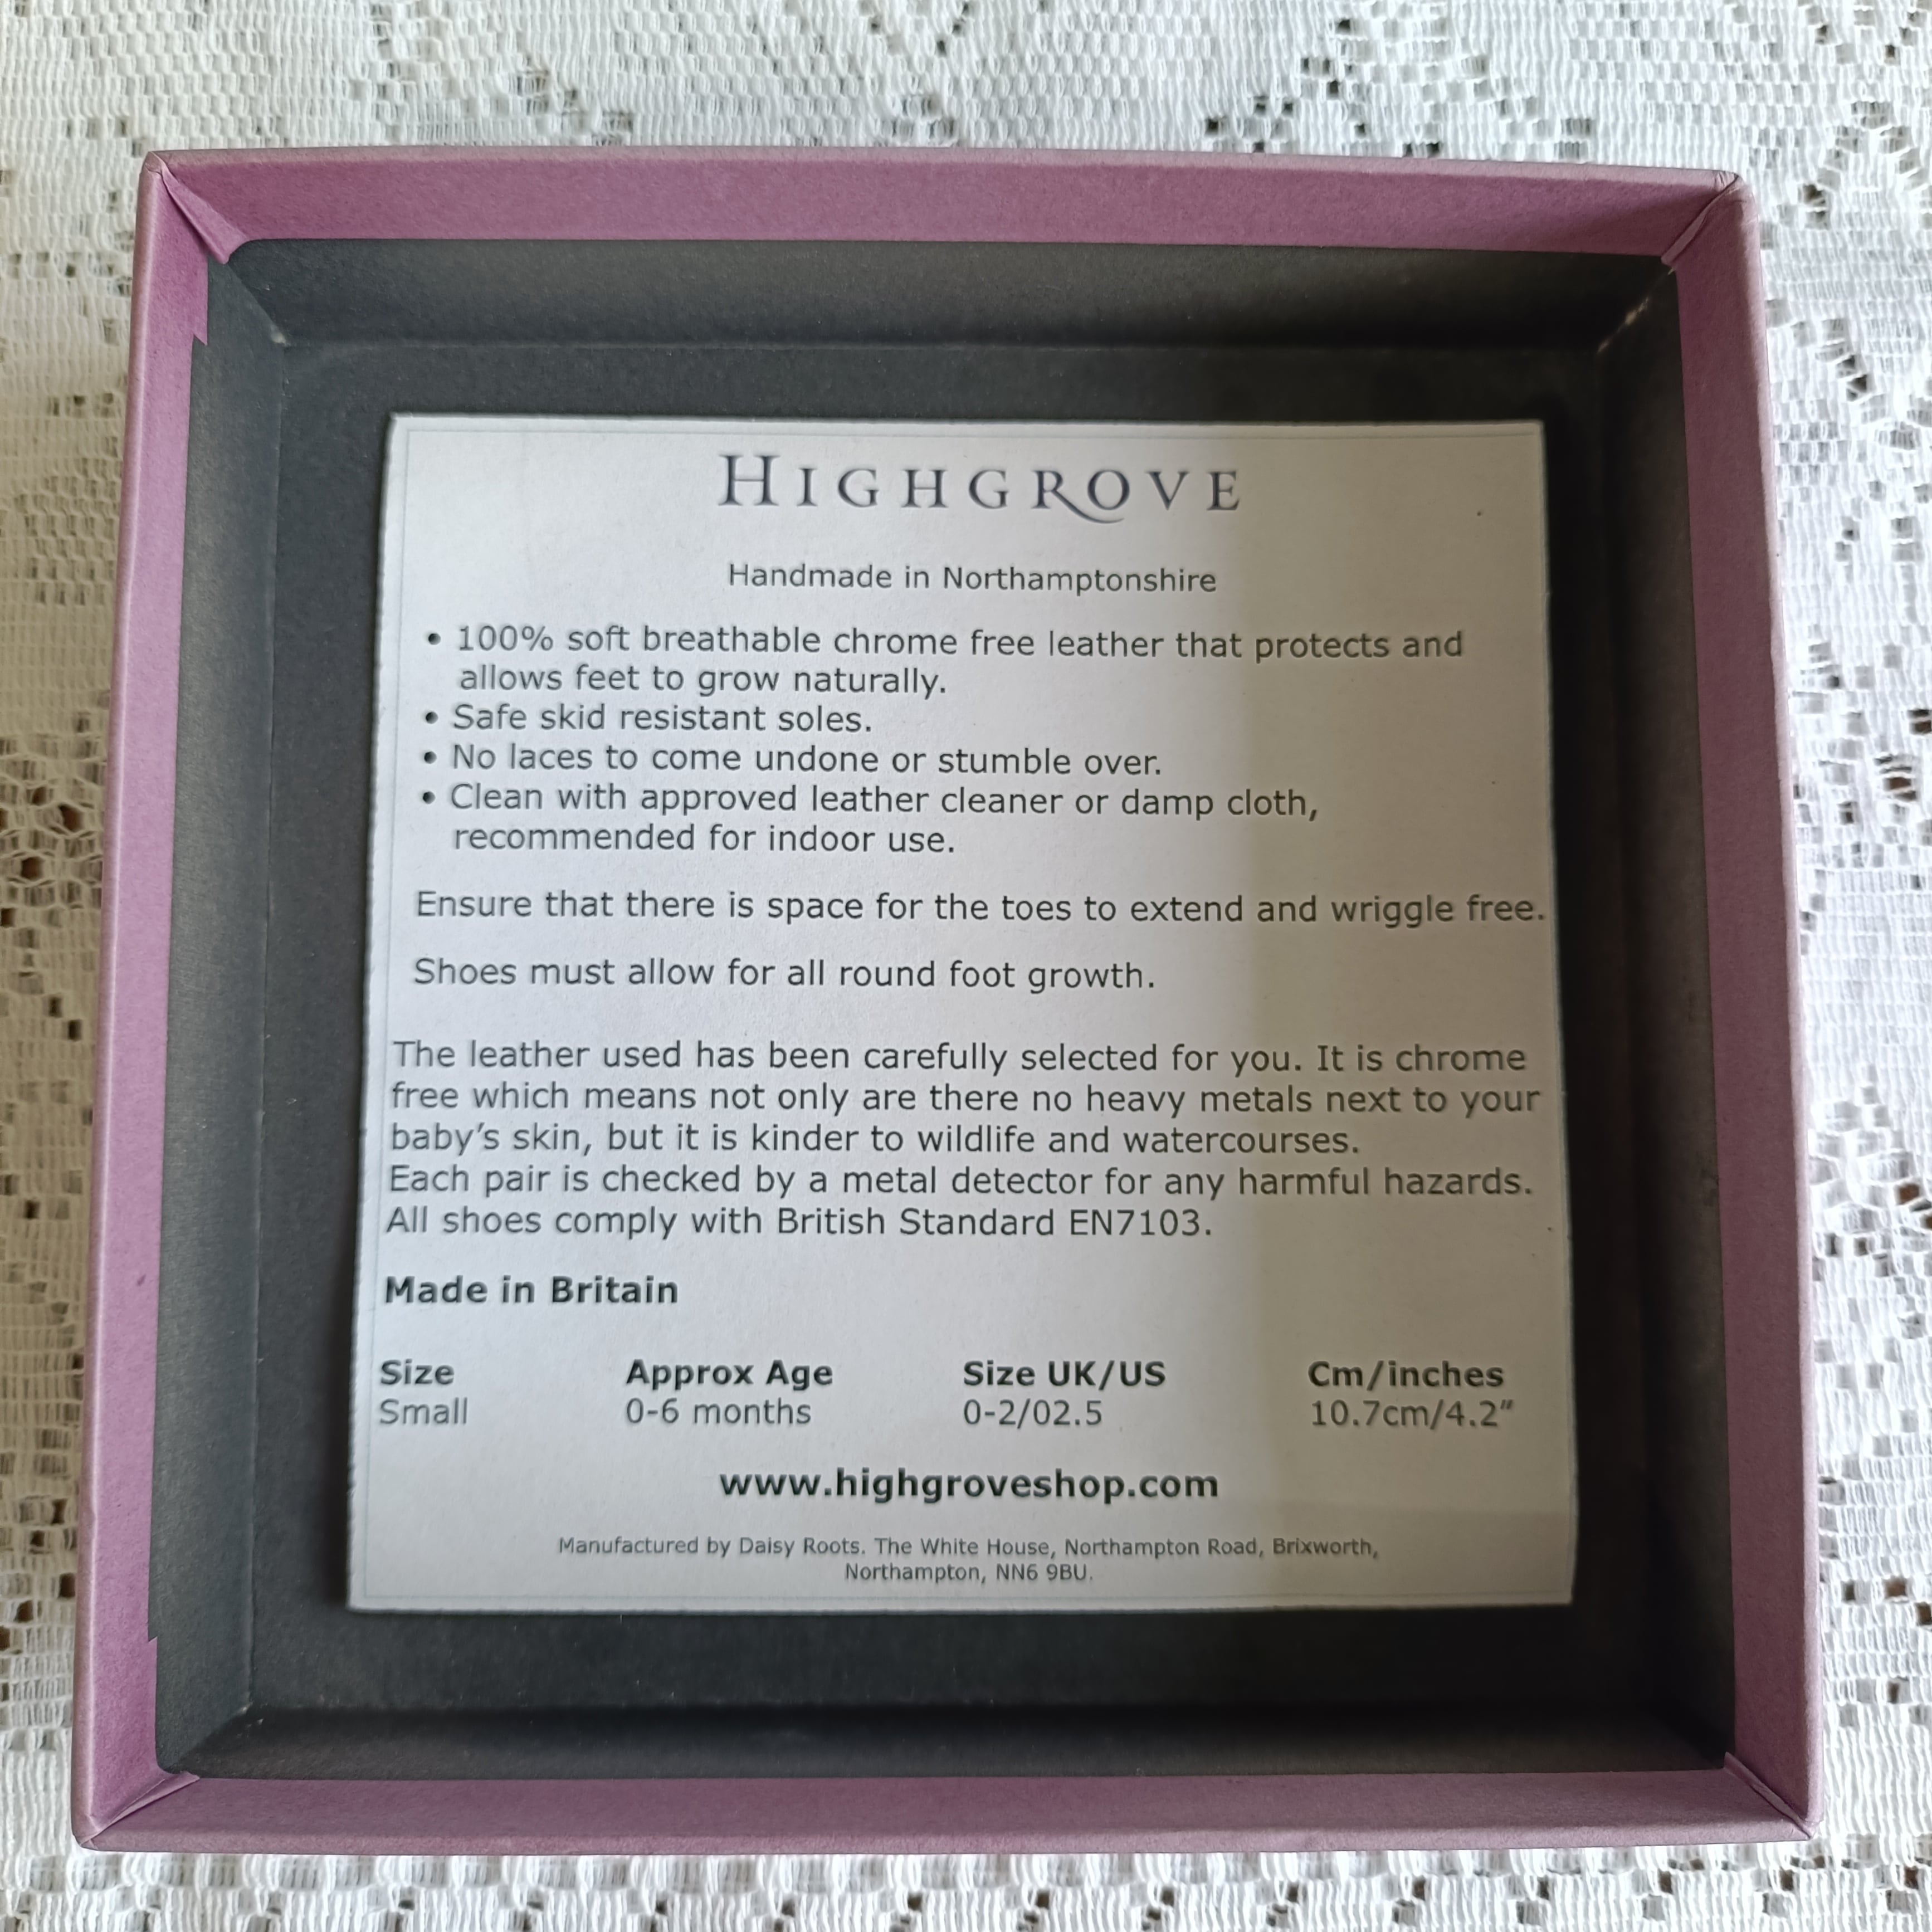 HIGHGROVE
Handmade in Northamptonshire
• 100% soft breathable chrome free leather that protects and
allows feet to grow naturally.
• Safe skid resistant soles.
• No laces to come undone or stumble over.
• Clean with approved leather cleaner or damp cloth,
recommended for indoor use.
Ensure that there is space for the toes to extend and wriggle free.
Shoes must allow for all round foot growth.
The leather used has been carefully selected for you. It is chrome
free which means not only are there no heavy metals next to your
baby’s skin, but it is kinder to wildlife and watercourses.
Each pair is checked by a metal detector for any harmful hazards.
All shoes comply with British Standard EN7103.
Made in Britain
Size Approx Age Size UK/US Cm/inches
Small 0-6 months 0-2/02.5 10.7cm/4.2”
www.highgroveshop.com
Manufactured by Daisy Roots. The White House, Northampton Road, Brixworth,
Northampton, NN6 9BU.